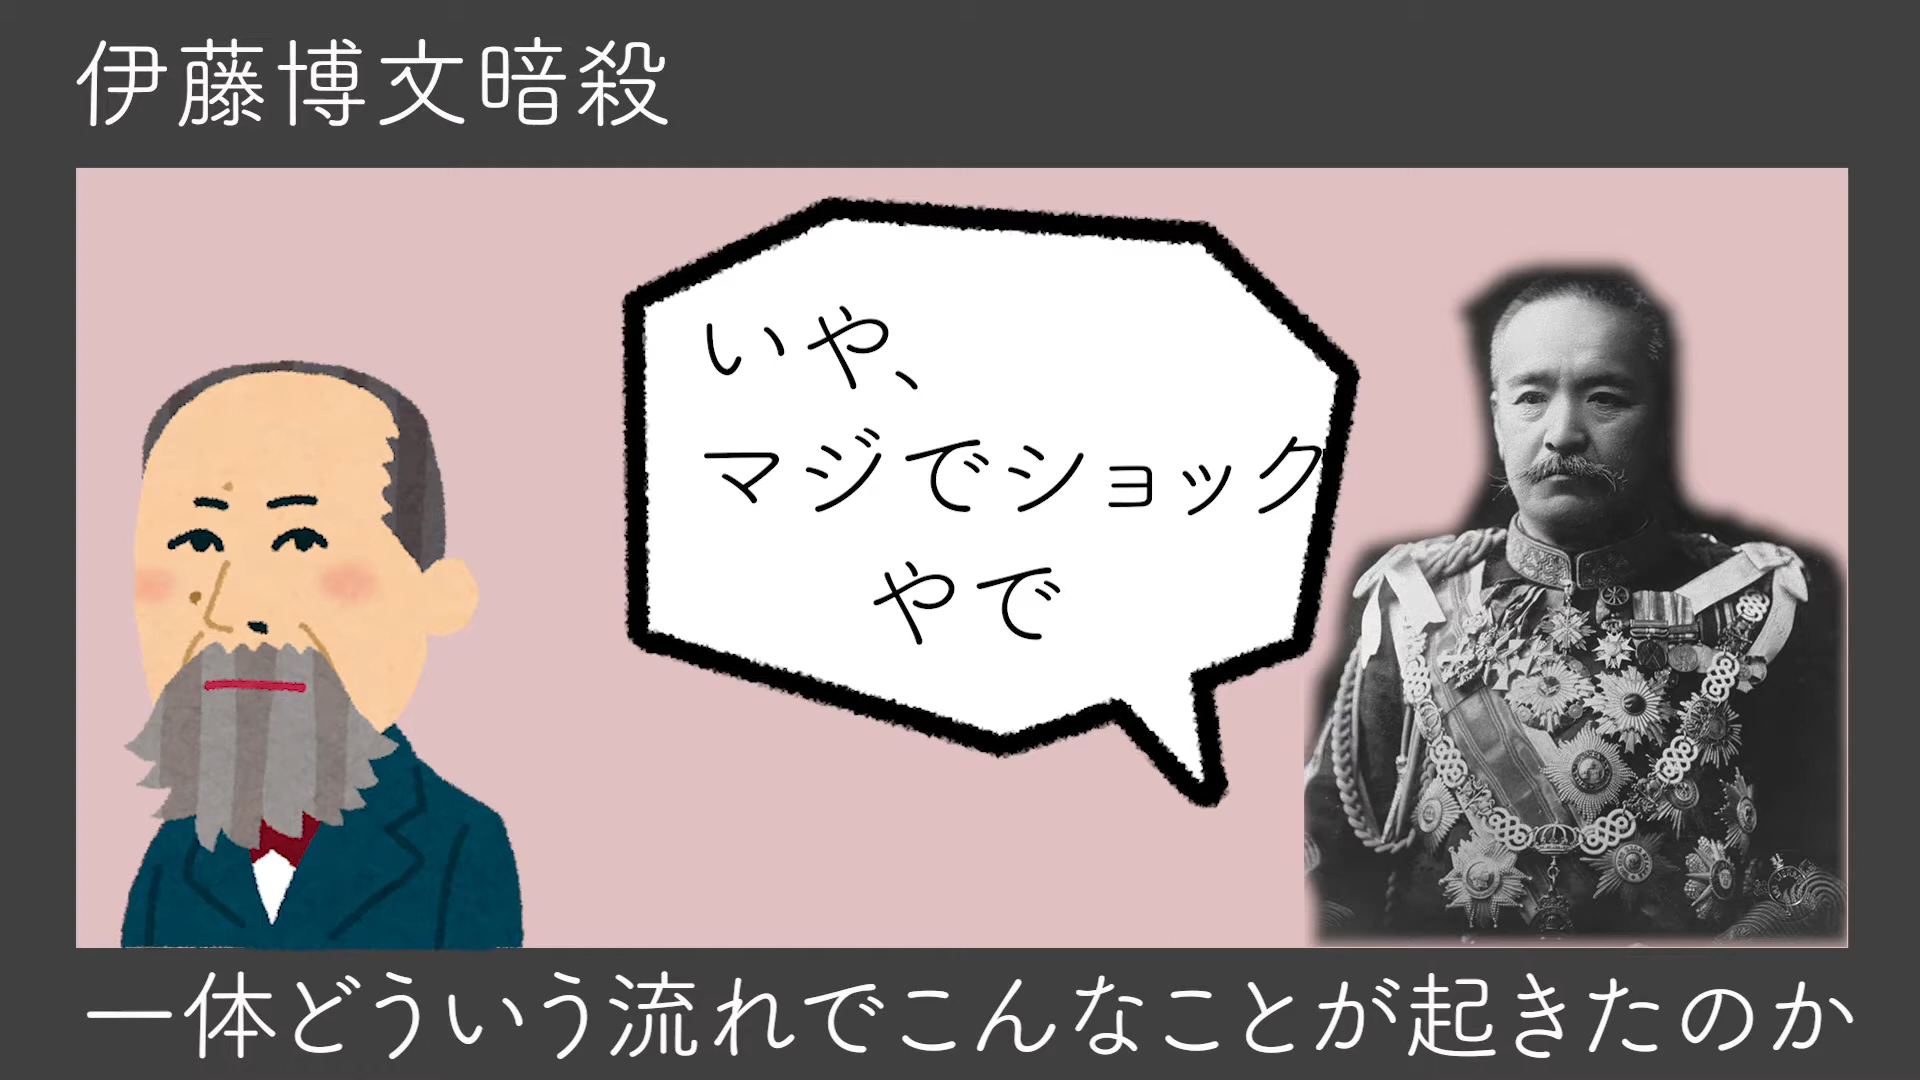 伊藤博文暗殺
いや、
マジでショック
やで
一体どういう流れでこんなことが起きたのか